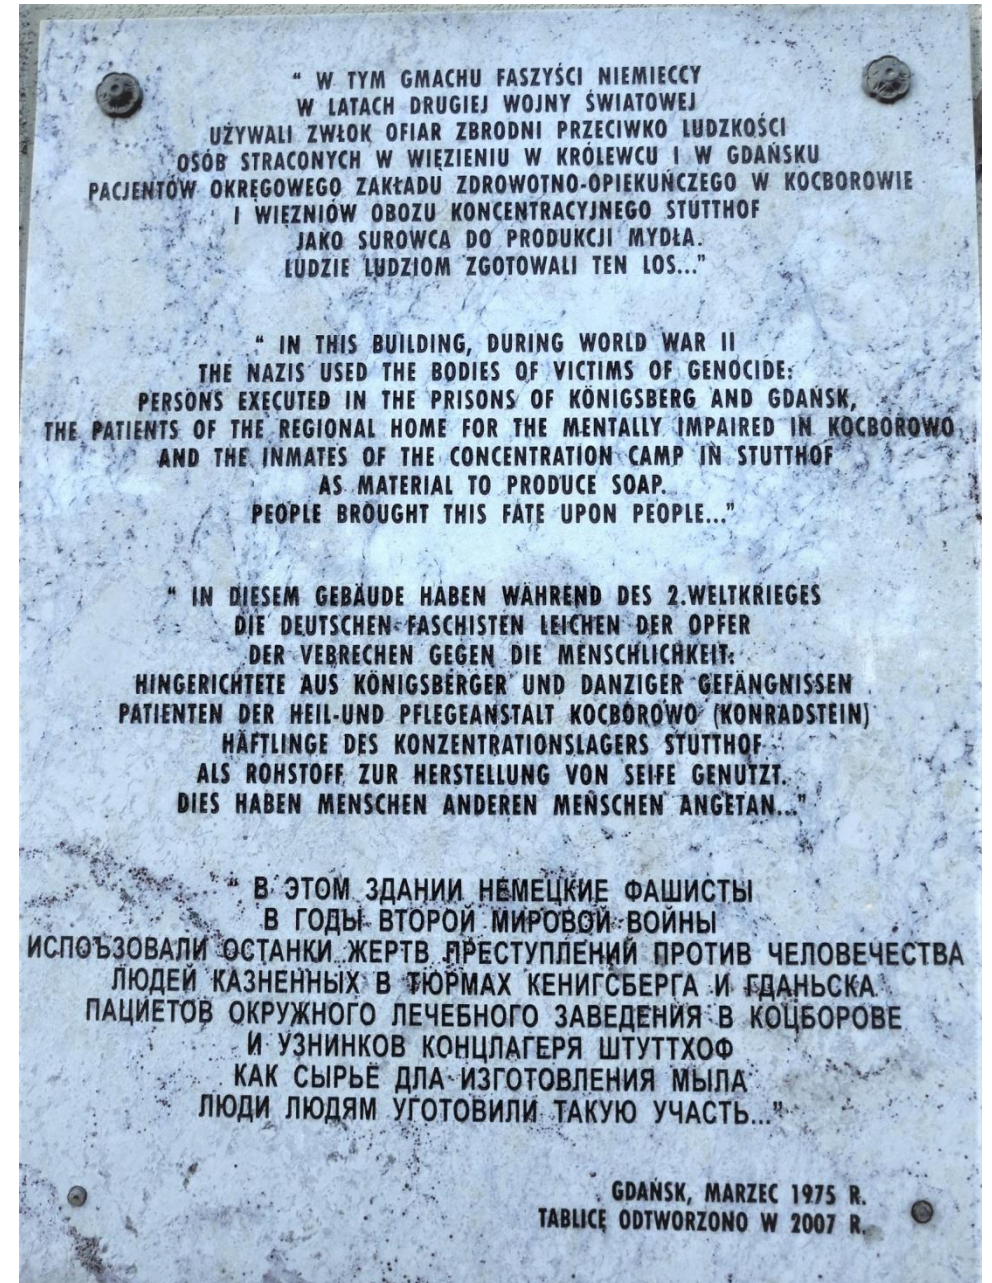 “ W TYM GMACHU FASZYŚCI NIEMIECCY
W LATACH DRUGIEJ WOJNY ŚWIATOWEJ
UŻYWALI ZWŁOK OFIAR ZBRODNI PRZECIWKO LUDZKOŚCI
OSÓB STRACONYCH W WIĘZIENIU W KRÓLEWCU I W GDAŃSKU
PACJENTÓW OKRĘGOWEGO ZAKŁADU ZDROWOTNO-OPIEKUŃCZEGO W KOCBOROWIE
I WIĘŹNIÓW OBOZU KONCENTRACYJNEGO STUTTHOF
JAKO SUROWCA DO PRODUKCJI MYDŁA.
LUDZIE LUDZIOM ZGOTOWALI TEN LOS...”
“ IN THIS BUILDING, DURING WORLD WAR II
THE NAZIS USED THE BODIES OF VICTIMS OF GENOCIDE:
PERSONS EXECUTED IN THE PRISONS OF KÖNIGSBERG AND GDAŃSK,
THE PATIENTS OF THE REGIONAL HOME FOR THE MENTALLY IMPAIRED IN KOCBOROWO
AND THE INMATES OF THE CONCENTRATION CAMP IN STUTTHOF
AS MATERIAL TO PRODUCE SOAP.
PEOPLE BROUGHT THIS FATE UPON PEOPLE...”
“ IN DIESEM GEBÄUDE HABEN WÄHREND DES 2.WELTKRIEGES
DIE DEUTSCHEN FASCHISTEN LEICHEN DER OPFER
DER VEBRECHEN GEGEN DIE MENSCHLICHKEIT:
HINGERICHTETE AUS KÖNIGSBERGER UND DANZIGER GEFÄNGNISSEN
PATIENTEN DER HEIL-UND PFLEGEANSTALT KOCBOROWO (KONRADSTEIN)
HÄFTLINGE DES KONZENTRATIONSLAGERS STUTTHOF
ALS ROHSTOFF ZUR HERSTELLUNG VON SEIFE GENUTZT.
DIES HABEN MENSCHEN ANDEREN MENSCHEN ANGETAN...”
“ В ЭТОМ ЗДАНИИ НЕМЕЦКИЕ ФАШИСТЫ
В ГОДЫ ВТОРОЙ МИРОВОЙ ВОЙНЫ
ИСПОЪЗОВАЛИ ОСТАНКИ ЖЕРТВ ПРЕСТУПЛЕНИЙ ПРОТИВ ЧЕЛОВЕЧЕСТВА
ЛЮДЕЙ КАЗНЕННЫХ В ТЮРМАХ КЕНИГСБЕРГА И ГДАНЬСКА
ПАЦИЕТОВ ОКРУЖНОГО ЛЕЧЕБНОГО ЗАВЕДЕНИЯ В КОЦБОРОВЕ
И УЗНИНКОВ КОНЦЛАГЕРЯ ШТУТТХОФ
КАК СЫРЬЕ ДЛА ИЗГОТОВЛЕНИЯ МЫЛА
ЛЮДИ ЛЮДЯМ УГОТОВИЛИ ТАКУЮ УЧАСТЬ...”
GDAŃSK, MARZEC 1975 R.
TABLICĘ ODTWORZONO W 2007 R.